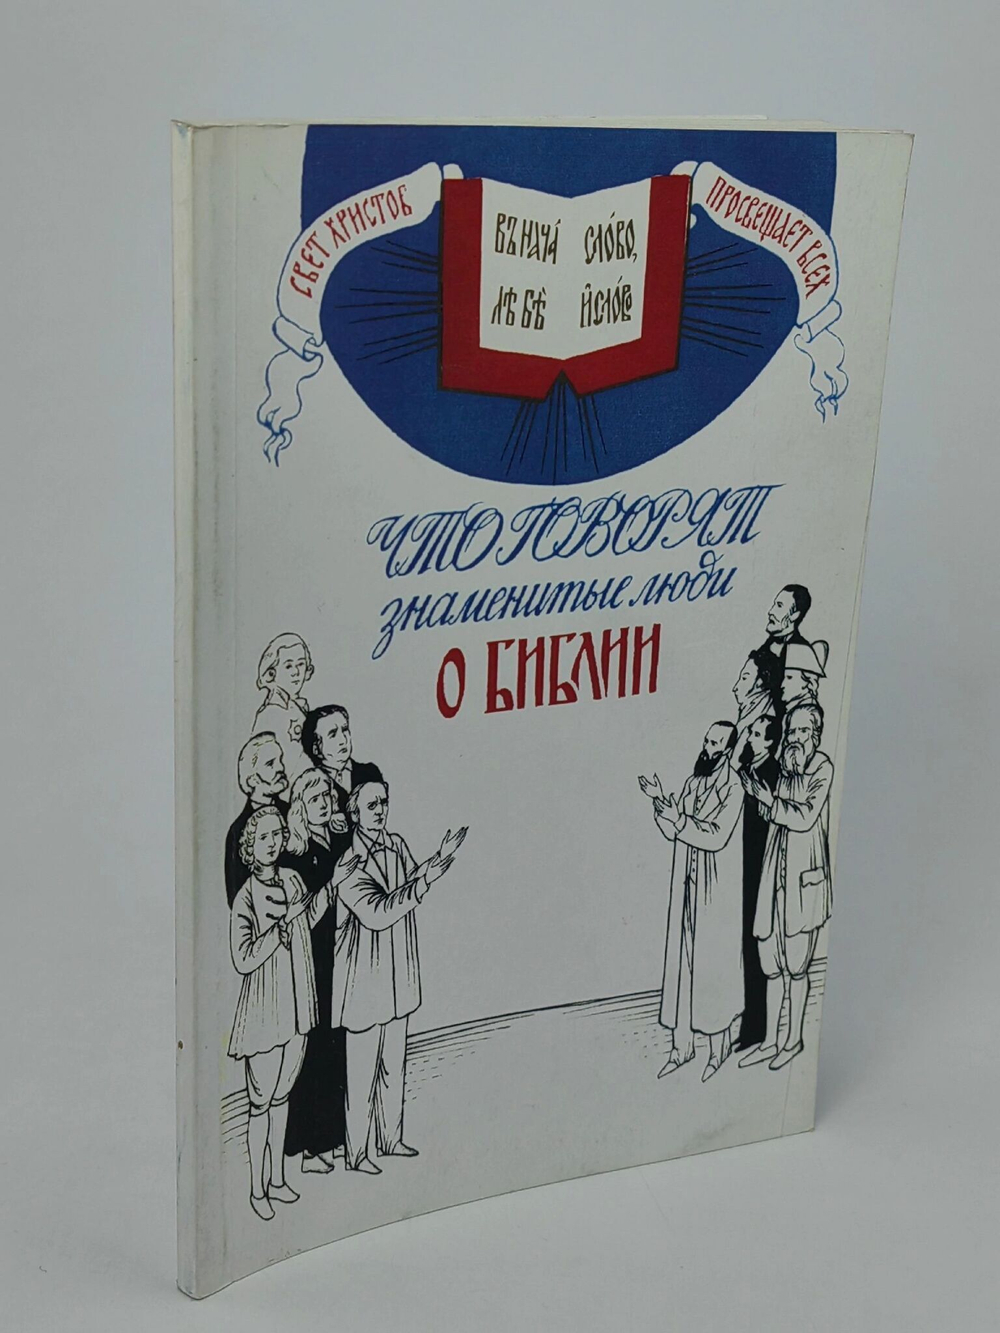 СВЕТ ХРИСТОВ
ПРОСВЕЩАЕТ ВСЕХ
ВЪ НАЧА́
ЛѢ БѢ̀
СЛО́ВО,
И҆ СЛО́ВО
ЧТО ГОВОРЯТ
знаменитые люди
О БИБЛИИ